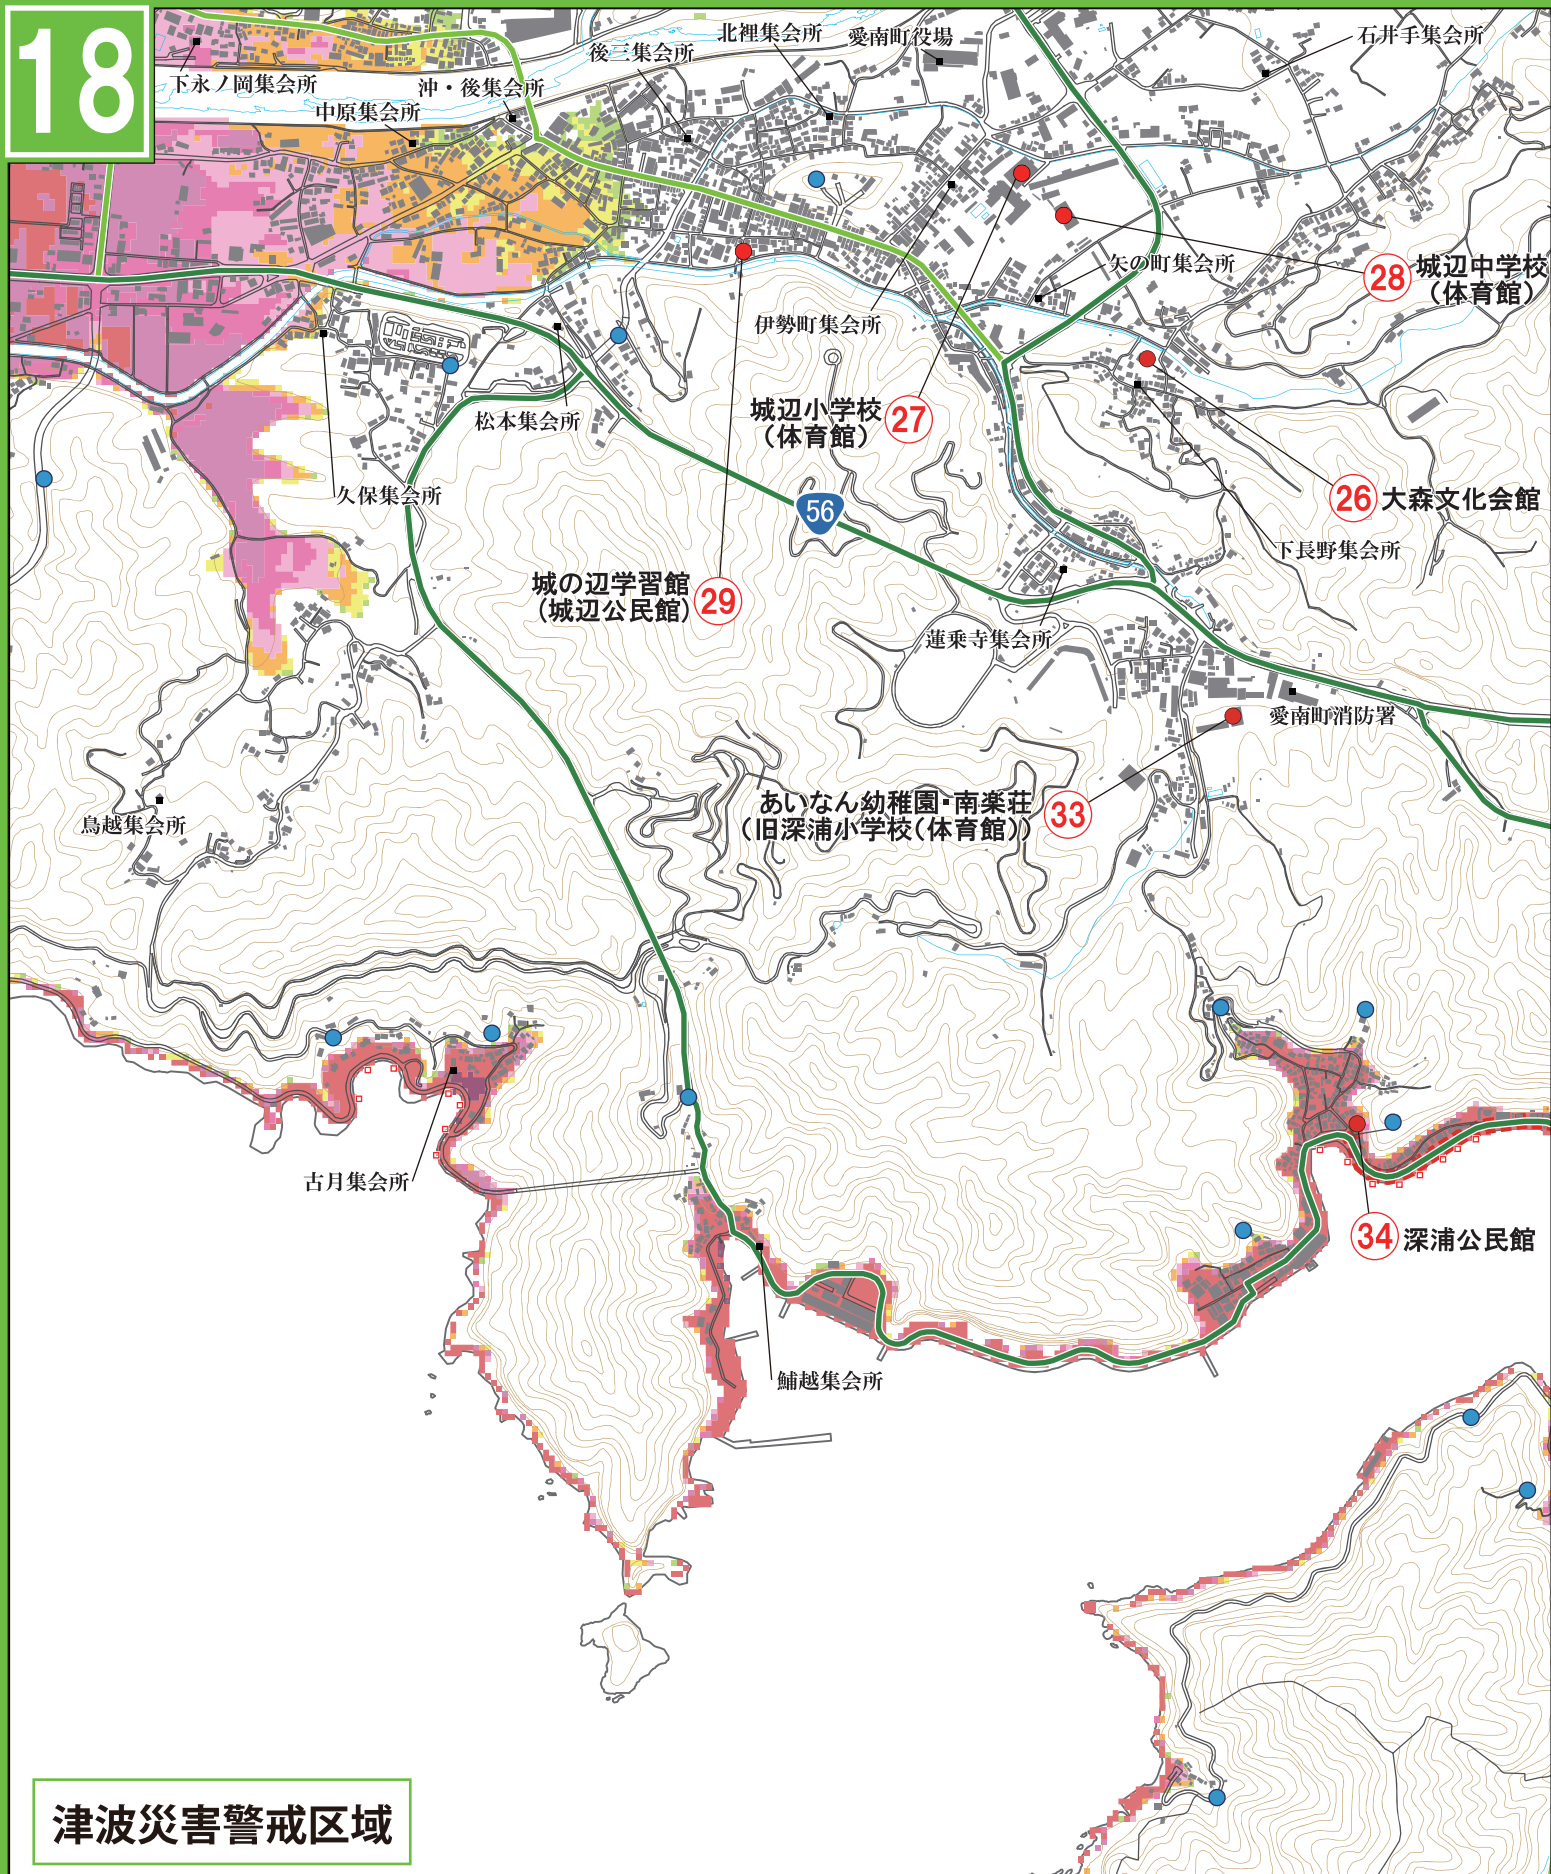 18
下永ノ岡集会所
中原集会所
沖・後集会所
後三集会所
北裡集会所
愛南町役場
石井手集会所
矢の町集会所
28
城辺中学校
（体育館）
伊勢町集会所
城辺小学校
（体育館）
27
松本集会所
久保集会所
26
大森文化会館
56
下長野集会所
城の辺学習館
（城辺公民館）
29
蓮乗寺集会所
愛南町消防署
あいなん幼稚園・南楽荘
（旧深浦小学校（体育館））
33
鳥越集会所
古月集会所
34
深浦公民館
鯆越集会所
津波災害警戒区域